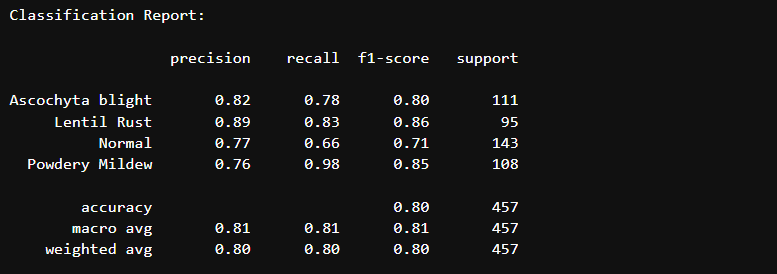 Classification Report:
precision recall f1-score support
Ascochyta blight 0.82 0.78 0.80 111
Lentil Rust 0.89 0.83 0.86 95
Normal 0.77 0.66 0.71 143
Powdery Mildew 0.76 0.98 0.85 108
accuracy 0.80 457
macro avg 0.81 0.81 0.81 457
weighted avg 0.80 0.80 0.80 457